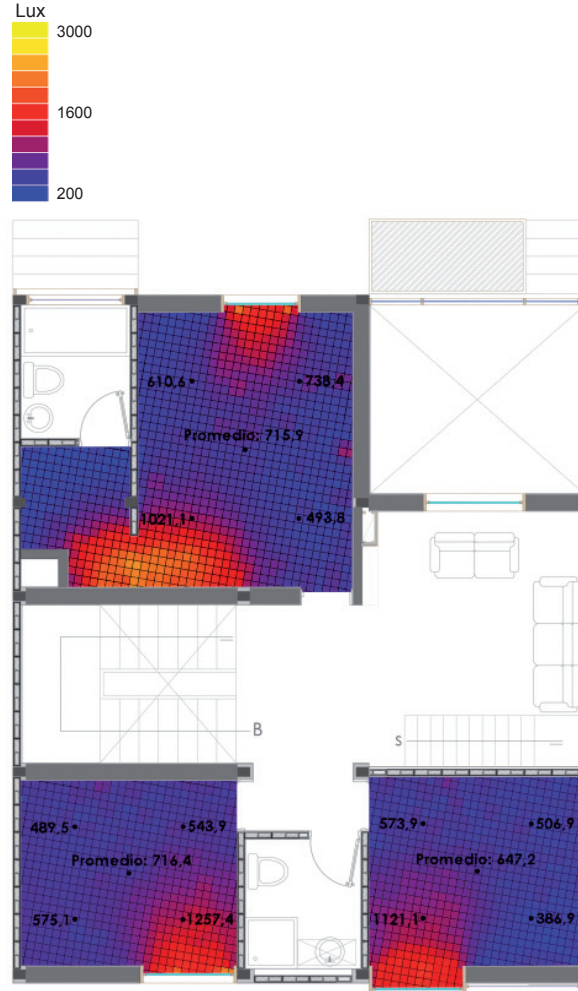 Lux
3000
1600
200
610,6 738,4
Promedio: 715,9
1021,1 493,8
B
S
489,5 543,9
Promedio: 716,4
575,1 1257,4
573,9 506,9
Promedio: 647,2
1121,1 386,9